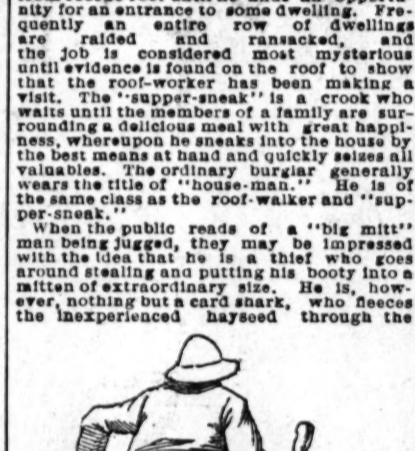 nity for an entrance to some dwelling. Fre-
quently an entire row of dwellings
are raided and ransacked, and
the job is considered most mysterious
until evidence is found on the roof to show
that the roof-worker has been making a
visit. The "supper-sneak" is a crook who
waits until the members of a family are sur-
rounding a delicious meal with great happi-
ness, whereupon he sneaks into the house by
the best means at hand and quickly seizes all
valuables. The ordinary burglar generally
wears the title of "house-man." He is of
the same class as the roof-walker and "sup-
per-sneak."
When the public reads of a "big mitt"
man being jugged, they may be impressed
with the idea that he is a thief who goes
around stealing and putting his booty into a
mitten of extraordinary size. He is, how-
ever, nothing but a card shark, who fleeces
the inexperienced hayseed through the